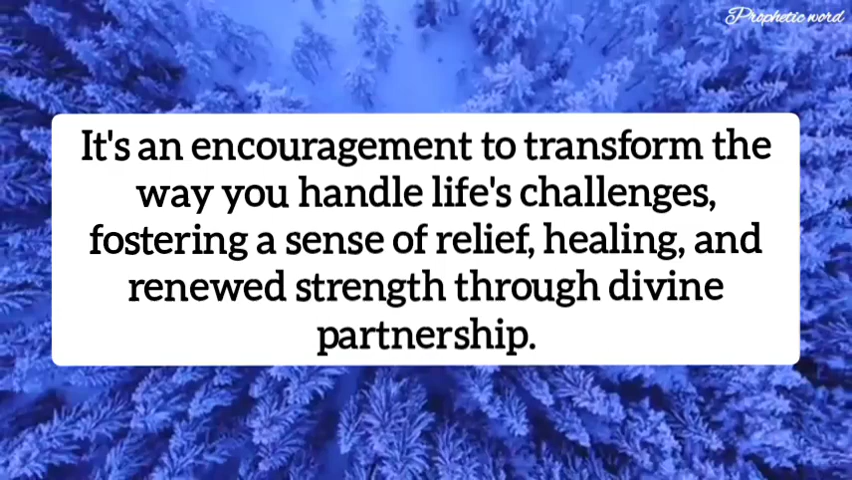 Prophetic word
It's an encouragement to transform the
way you handle life's challenges,
fostering a sense of relief, healing, and
renewed strength through divine
partnership.